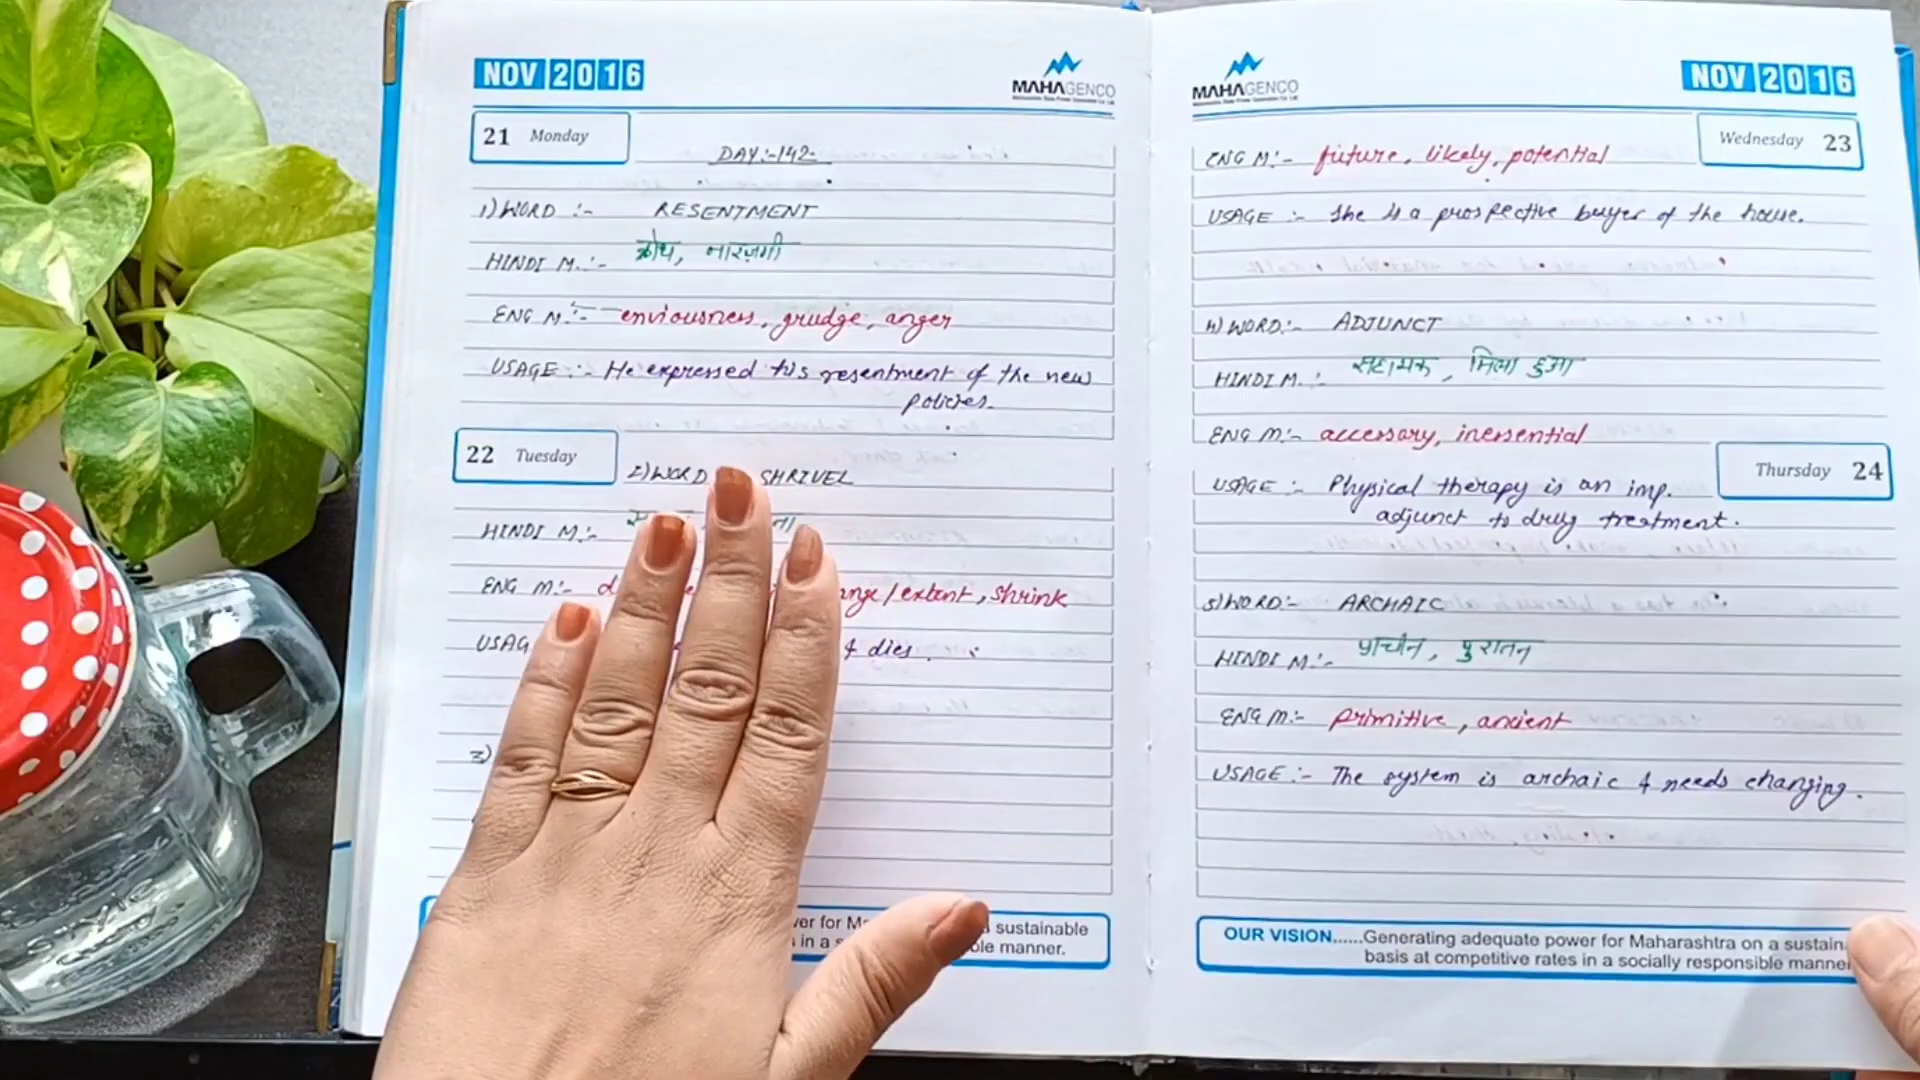 NOV 2016
MAHAGENCO
21 Monday
DAY:-142:-
1) WORD :- RESENTMENT
HINDI M.:- क्रोध, नाराज़गी
ENG M:- enviousness, grudge, anger
USAGE :- He expressed his resentment of the new
policies.
22 Tuesday
2) WORD SHRIVEL
HINDI M:-
ENG M:- /extent, shrink
USAG & dies.
3)
sustainable
in a manner.
MAHAGENCO
NOV 2016
Wednesday 23
ENG M:- future, likely, potential
USAGE :- She is a prospective buyer of the house.
4) WORD:- ADJUNCT
HINDI M.:- सहायक, मिला हुआ
ENG M:- accessory, inessential
Thursday 24
USAGE :- Physical therapy is an imp.
adjunct to drug treatment.
5) WORD:- ARCHAIC
HINDI M:- प्राचीन, पुरातन
ENG M:- primitive, ancient
USAGE :- The system is archaic & needs changing.
OUR VISION......Generating adequate power for Maharashtra on a sustain
basis at competitive rates in a socially responsible manne